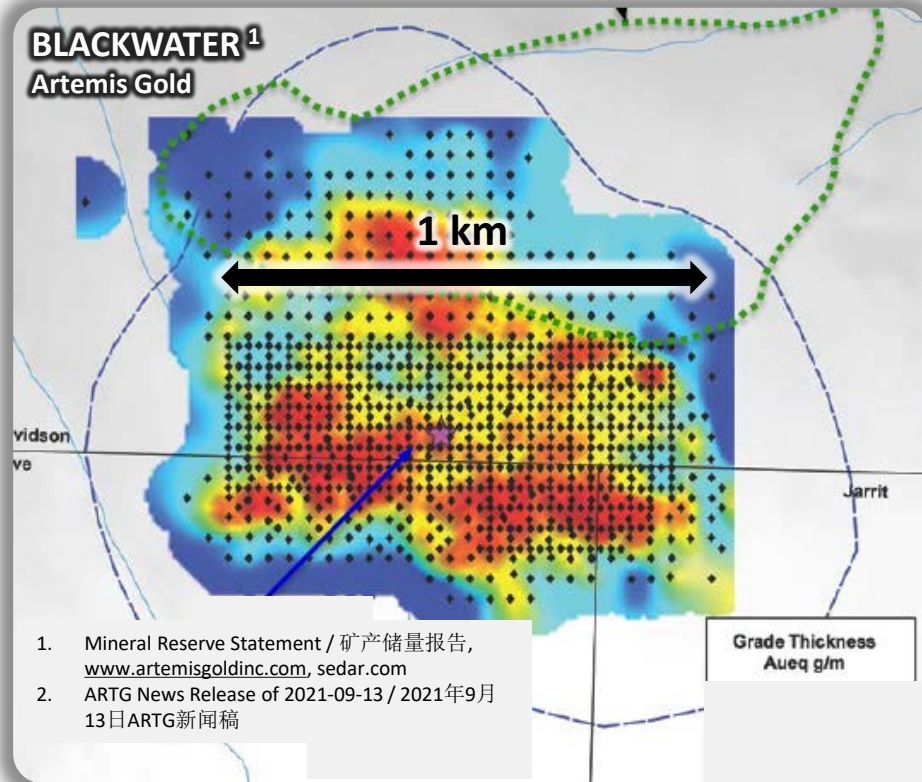 BLACKWATER 1
Artemis Gold
1 km
vidson
ve
Jarrit
1. Mineral Reserve Statement / 矿产储量报告,
www.artemisgoldinc.com, sedar.com
2. ARTG News Release of 2021-09-13 / 2021年9月
13日ARTG新闻稿
Grade Thickness
Aueq g/m